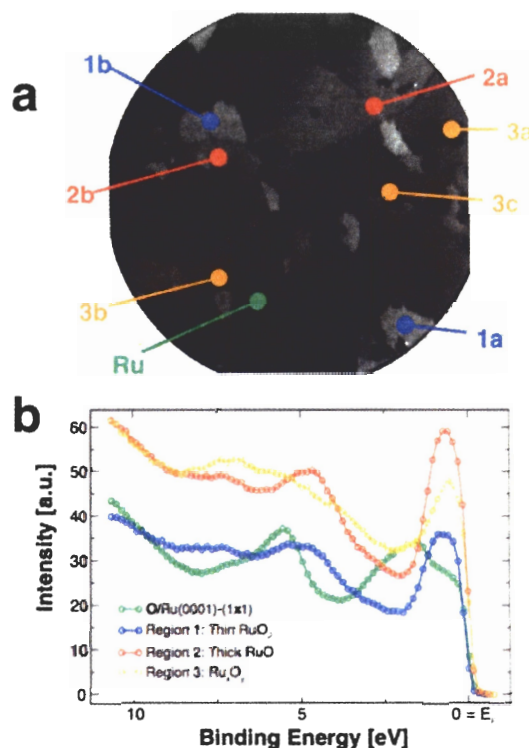 a
1b
2a
3a
2b
3c
3b
Ru
1a
b
Intensity [a.u.]
60
50
40
30
20
10
0
O/Ru(0001)-(1x1)
Region 1: Thin RuO
Region 2: Thick RuO
Region 3: RuxOy
10
5
0 = E
Binding Energy [eV]